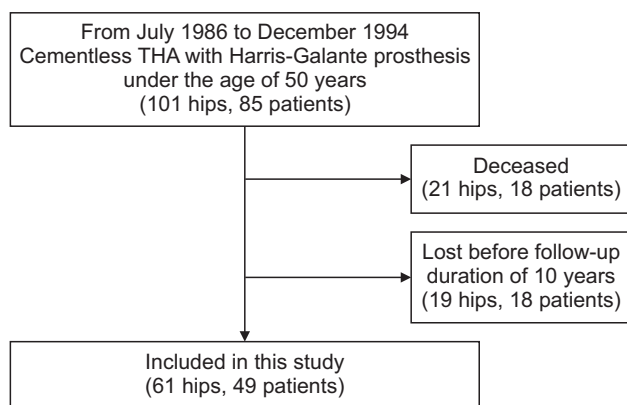 From July 1986 to December 1994
Cementless THA with Harris-Galante prosthesis
under the age of 50 years
(101 hips, 85 patients)
Deceased
(21 hips, 18 patients)
Lost before follow-up
duration of 10 years
(19 hips, 18 patients)
Included in this study
(61 hips, 49 patients)